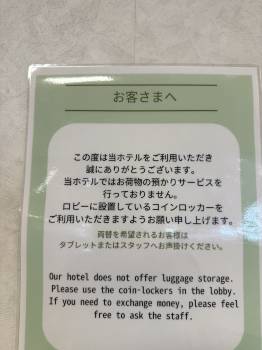 お客さまへ
この度は当ホテルをご利用いただき
誠にありがとうございます。
当ホテルではお荷物の預かりサービスを
行っておりません。
ロビーに設置しているコインロッカーを
ご利用いただきますようお願い申し上げます。
両替を希望されるお客様は
タブレットまたはスタッフへお声掛けください。
Our hotel does not offer luggage storage.
Please use the coin-lockers in the lobby.
If you need to exchange money, please feel
free to ask the staff.